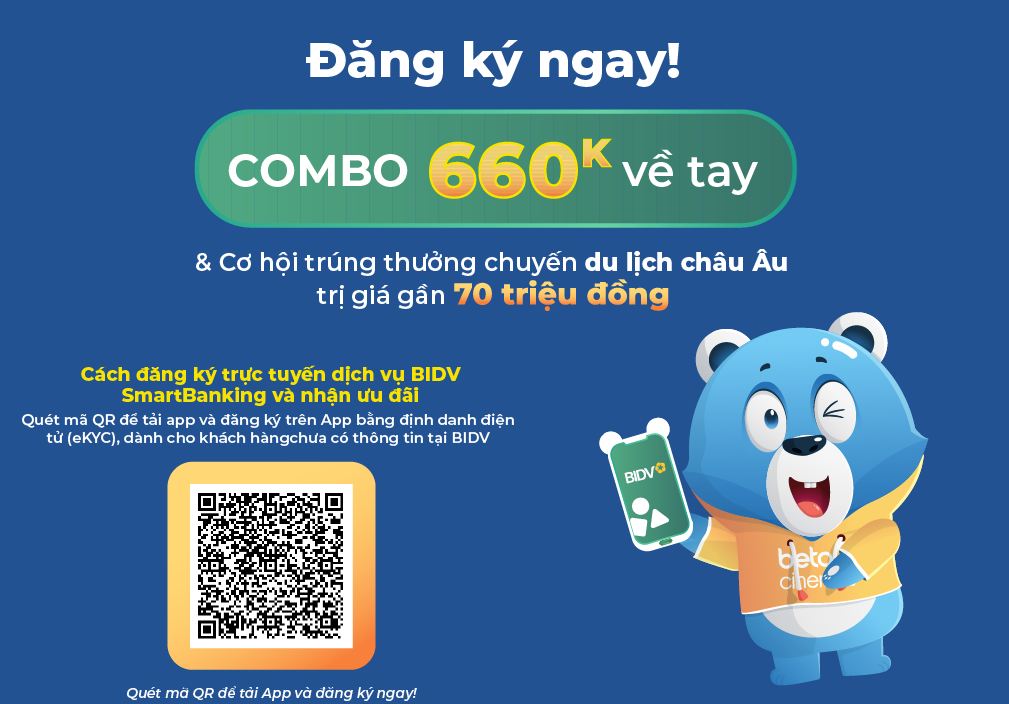 Đăng ký ngay!
COMBO 660K về tay
& Cơ hội trúng thưởng chuyến du lịch châu Âu
trị giá gần 70 triệu đồng
Cách đăng ký trực tuyến dịch vụ BIDV
SmartBanking và nhận ưu đãi
Quét mã QR để tải app và đăng ký trên App bằng định danh điện
tử (eKYC), dành cho khách hàngchưa có thông tin tại BIDV
BIDV
beta
Quét mã QR để tải App và đăng ký ngay!